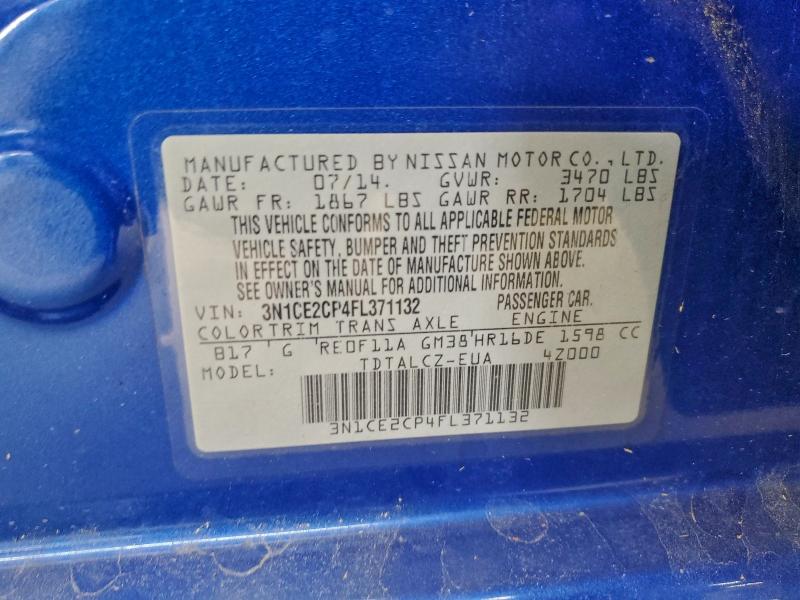 MANUFACTURED BY NISSAN MOTOR CO., LTD.
DATE: 07/14. GVWR: 3470 LBS
GAWR FR: 1867 LBS GAWR RR: 1704 LBS
THIS VEHICLE CONFORMS TO ALL APPLICABLE FEDERAL MOTOR
VEHICLE SAFETY, BUMPER AND THEFT PREVENTION STANDARDS
IN EFFECT ON THE DATE OF MANUFACTURE SHOWN ABOVE.
SEE OWNER'S MANUAL FOR ADDITIONAL INFORMATION.
VIN: 3N1CE2CP4FL371132 PASSENGER CAR.
COLOR TRIM TRANS AXLE ENGINE
B17 G RE0F11A GM38 HR16DE 1598 CC
MODEL: TDTALCZ-EUA 4Z000
3N1CE2CP4FL371132